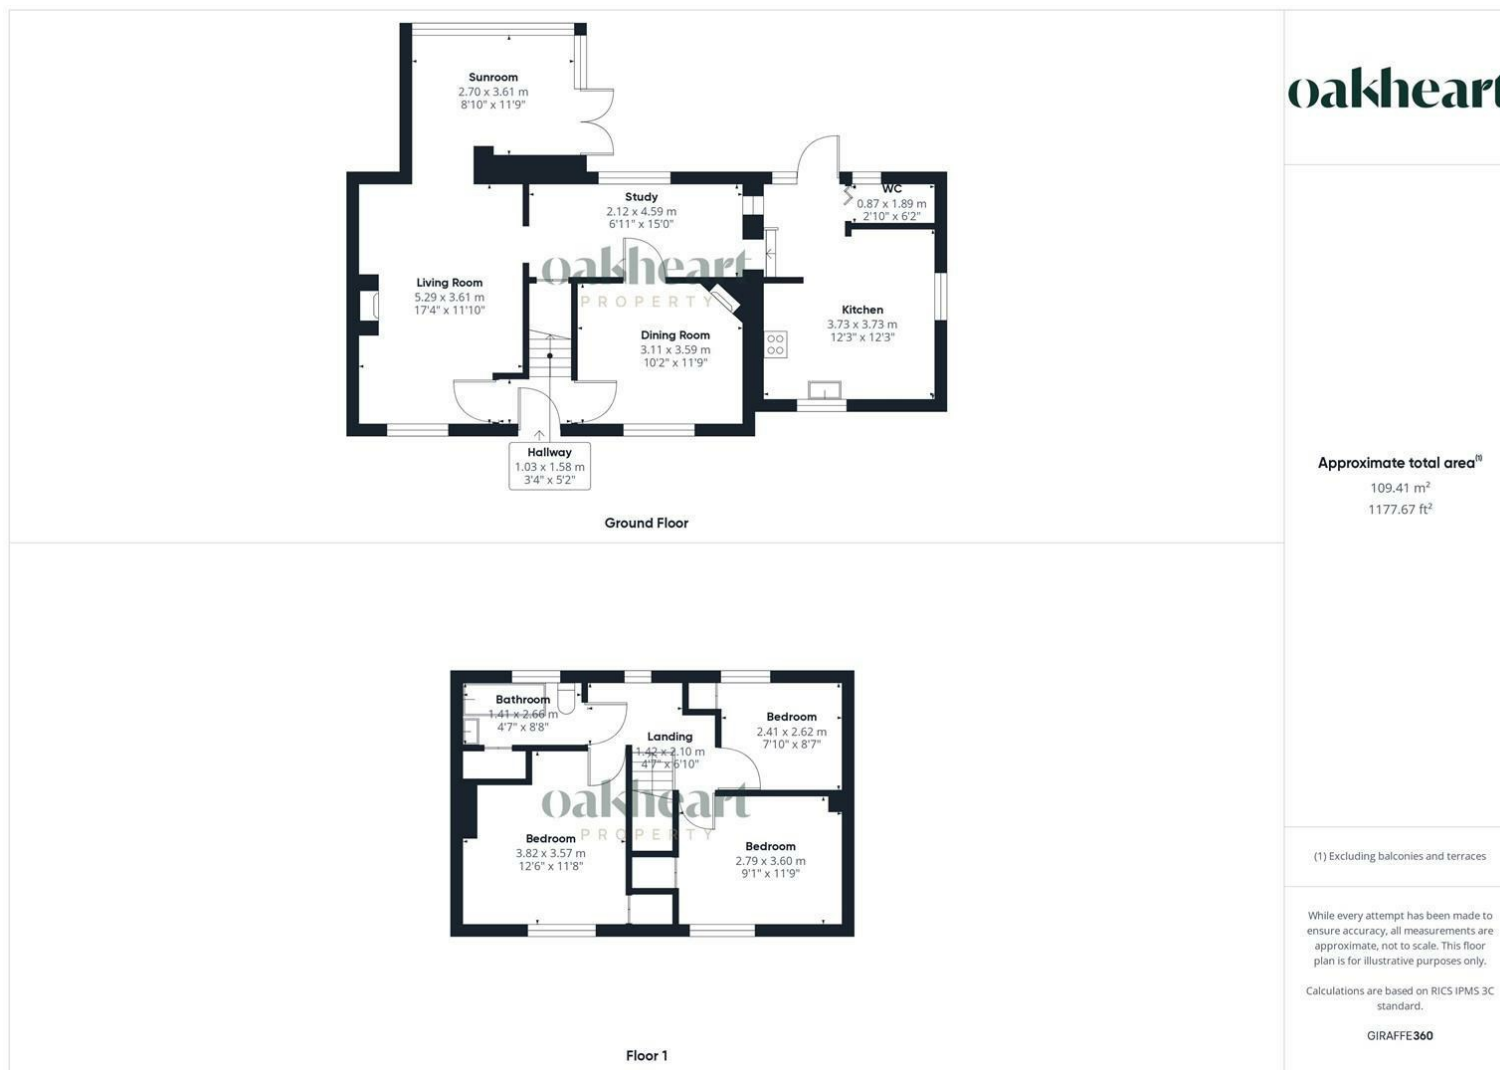 Sunroom
2.70 x 3.61 m
8'10" x 11'9"
Study
2.12 x 4.59 m
6'11" x 15'0"
WC
0.87 x 1.89 m
2'10" x 6'2"
Living Room
5.29 x 3.61 m
17'4" x 11'10"
oakheart
PROPERTY
Dining Room
3.11 x 3.59 m
10'2" x 11'9"
Kitchen
3.73 x 3.73 m
12'3" x 12'3"
Hallway
1.03 x 1.58 m
3'4" x 5'2"
Ground Floor
Bathroom
1.41 x 2.66 m
4'7" x 8'8"
Landing
1.42 x 2.10 m
4'7" x 6'10"
Bedroom
2.41 x 2.62 m
7'10" x 8'7"
oakheart
PROPERTY
Bedroom
3.82 x 3.57 m
12'6" x 11'8"
Bedroom
2.79 x 3.60 m
9'1" x 11'9"
Floor 1
oakheart
Approximate total area(1)
109.41 m²
1177.67 ft²
(1) Excluding balconies and terraces
While every attempt has been made to
ensure accuracy, all measurements are
approximate, not to scale. This floor
plan is for illustrative purposes only.
Calculations are based on RICS IPMS 3C
standard.
GIRAFFE360